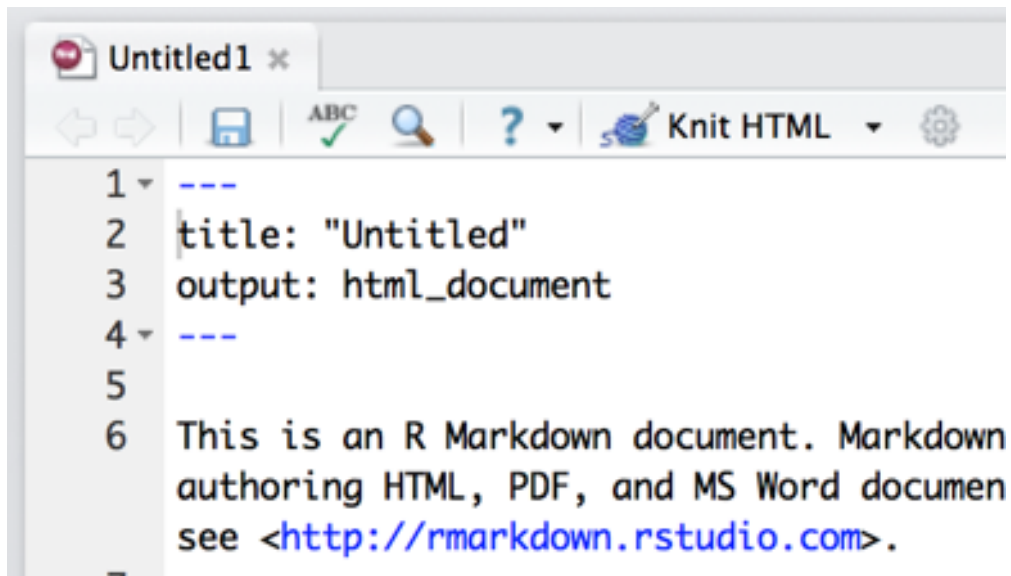 Untitled1
ABC ? Knit HTML
1 ---
2 title: "Untitled"
3 output: html_document
4 ---
5
6 This is an R Markdown document. Markdown
authoring HTML, PDF, and MS Word documen
see <http://rmarkdown.rstudio.com>.